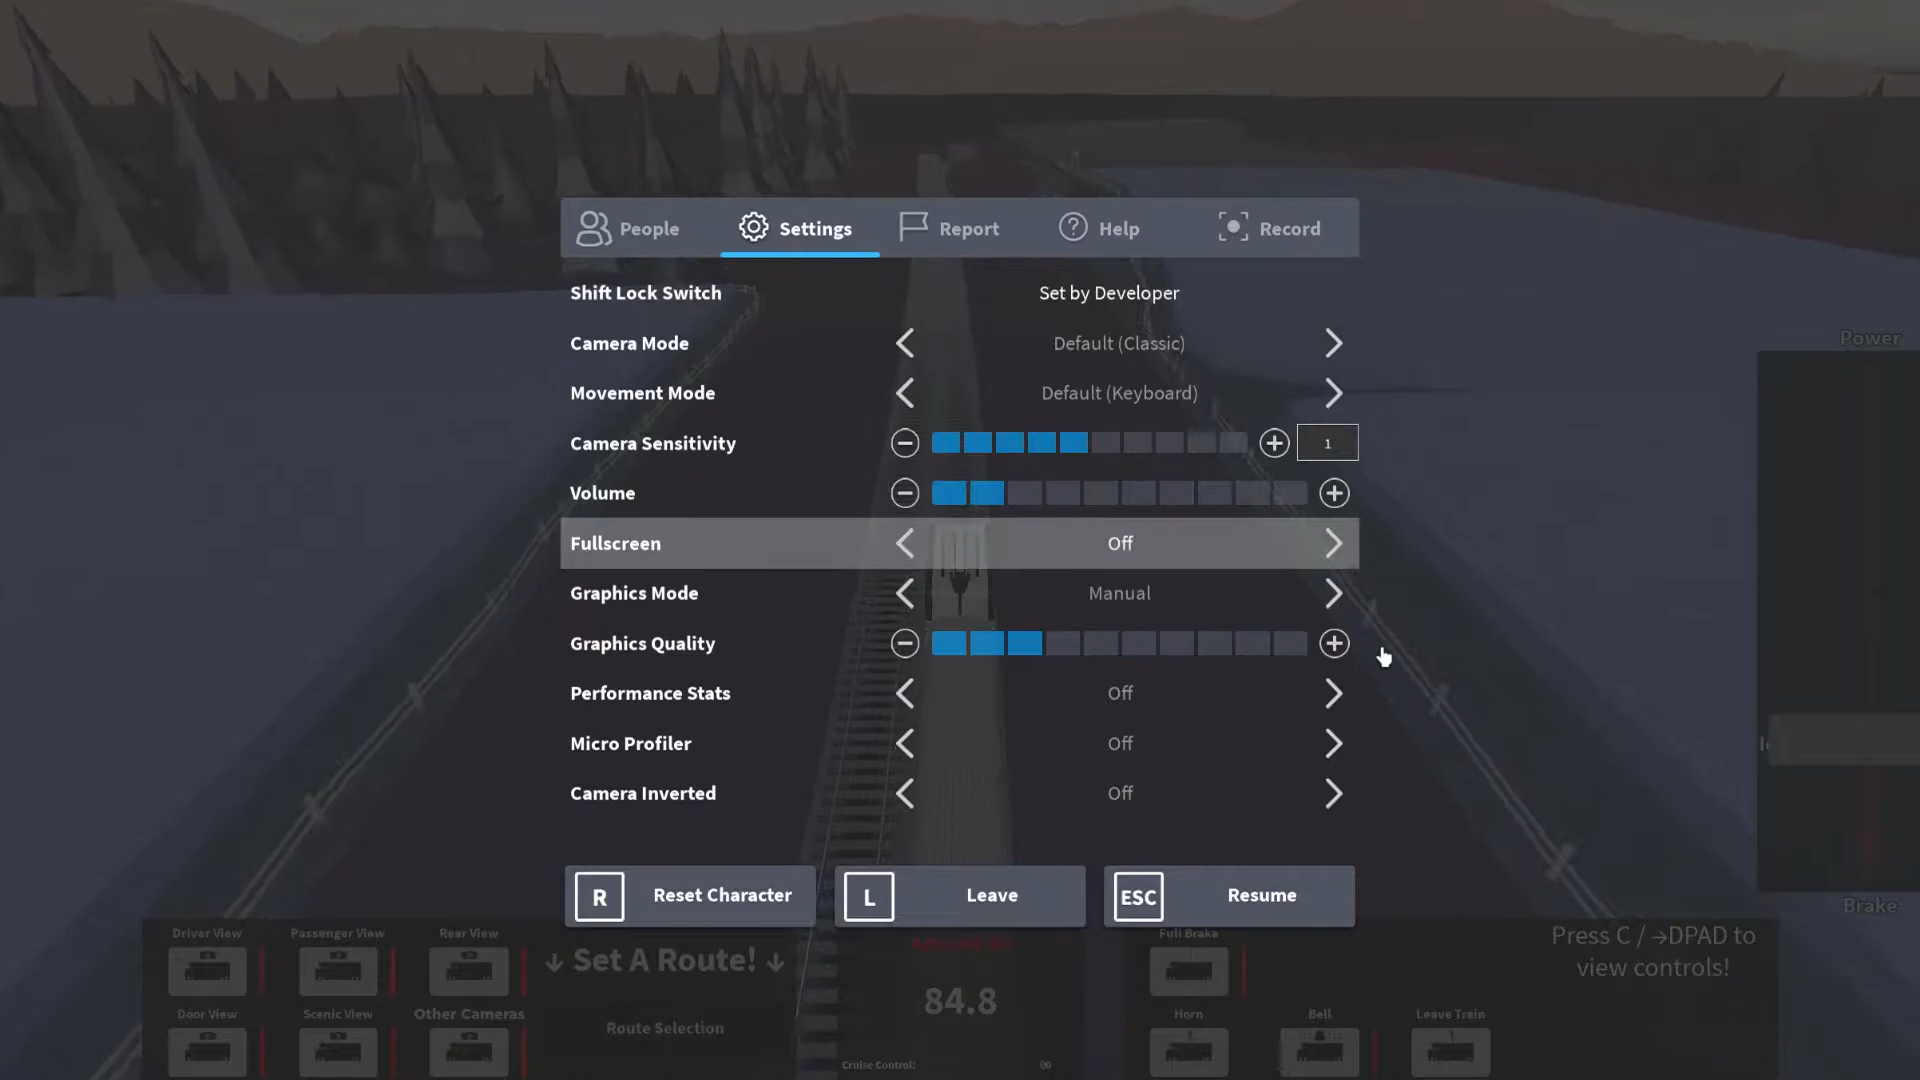 People
Settings
Report
Help
Record
Shift Lock Switch
Set by Developer
Camera Mode
Default (Classic)
Movement Mode
Default (Keyboard)
Camera Sensitivity
1
Volume
Fullscreen
Off
Graphics Mode
Manual
Graphics Quality
Performance Stats
Off
Micro Profiler
Off
Camera Inverted
Off
R
Reset Character
L
Leave
ESC
Resume
Power
Brake
Driver View
Passenger View
Rear View
Set A Route!
Door View
Scenic View
Other Cameras
Route Selection
84.8
Cruise Control:
00
Full Brake
Horn
Bell
Leave Train
Press C / →DPAD to
view controls!